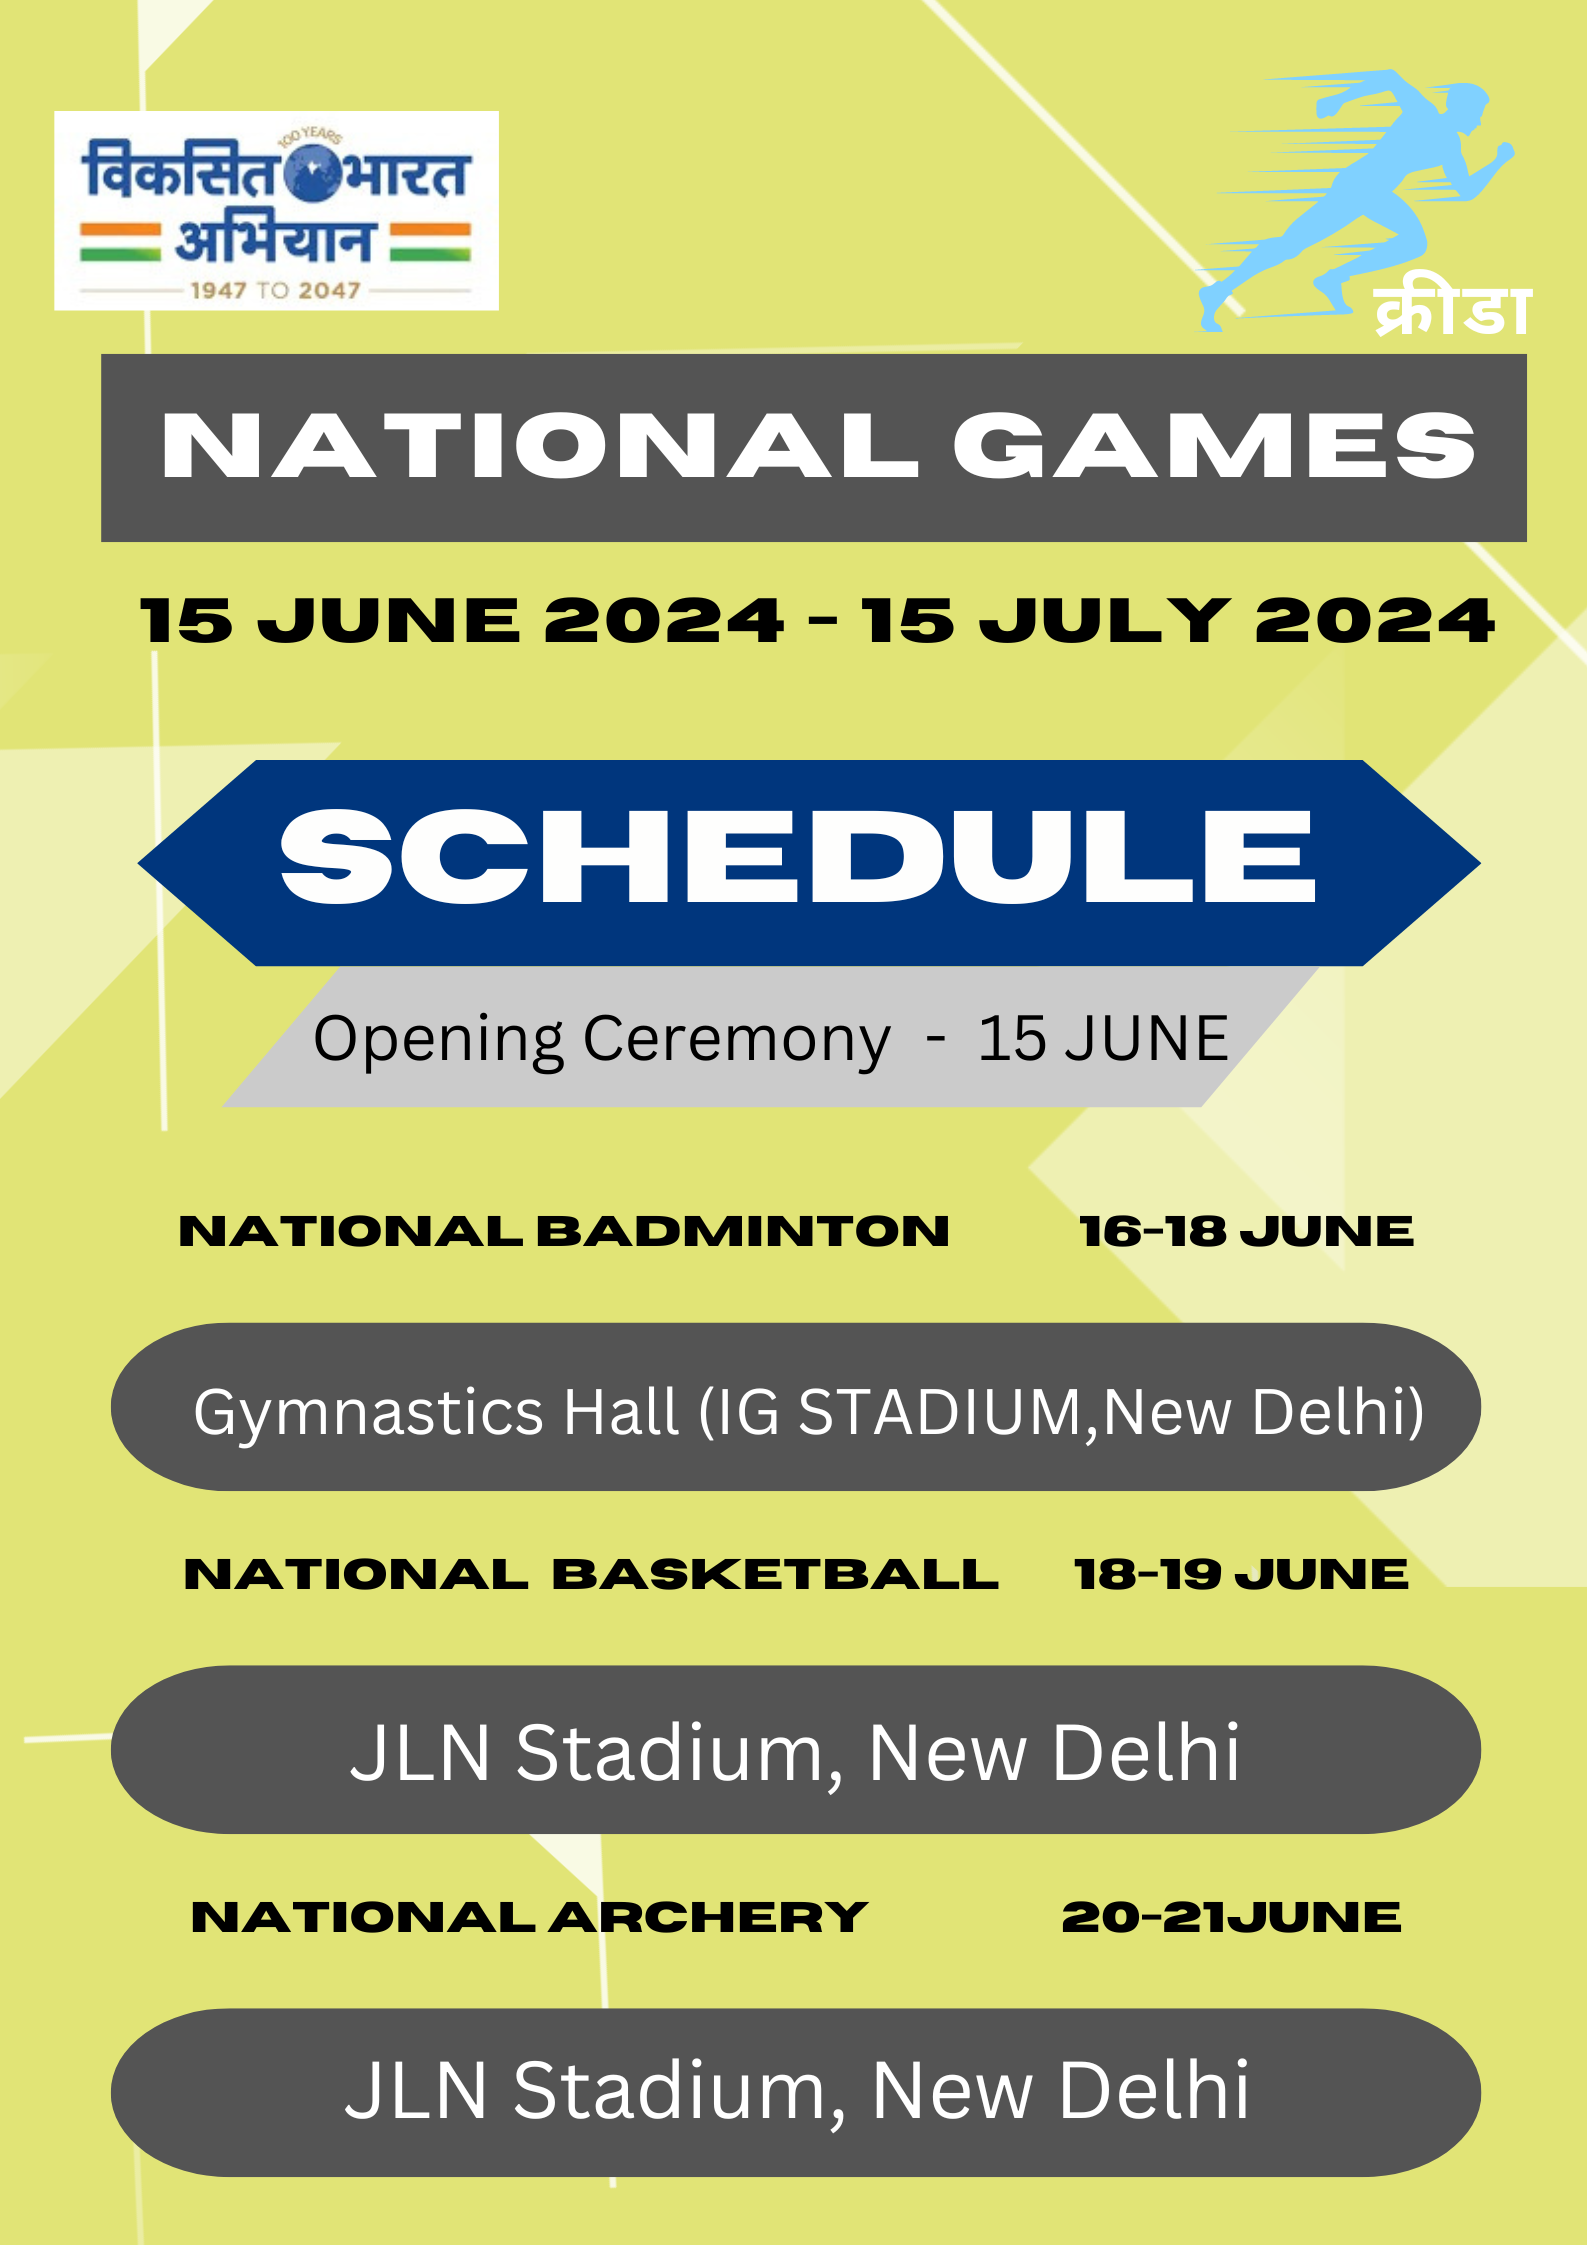 100 YEARS
विकसित भारत
अभियान
1947 TO 2047
क्रीडा
NATIONAL GAMES
15 JUNE 2024 - 15 JULY 2024
SCHEDULE
Opening Ceremony - 15 JUNE
NATIONAL BADMINTON 16-18 JUNE
Gymnastics Hall (IG STADIUM,New Delhi)
NATIONAL BASKETBALL 18-19 JUNE
JLN Stadium, New Delhi
NATIONAL ARCHERY 20-21JUNE
JLN Stadium, New Delhi